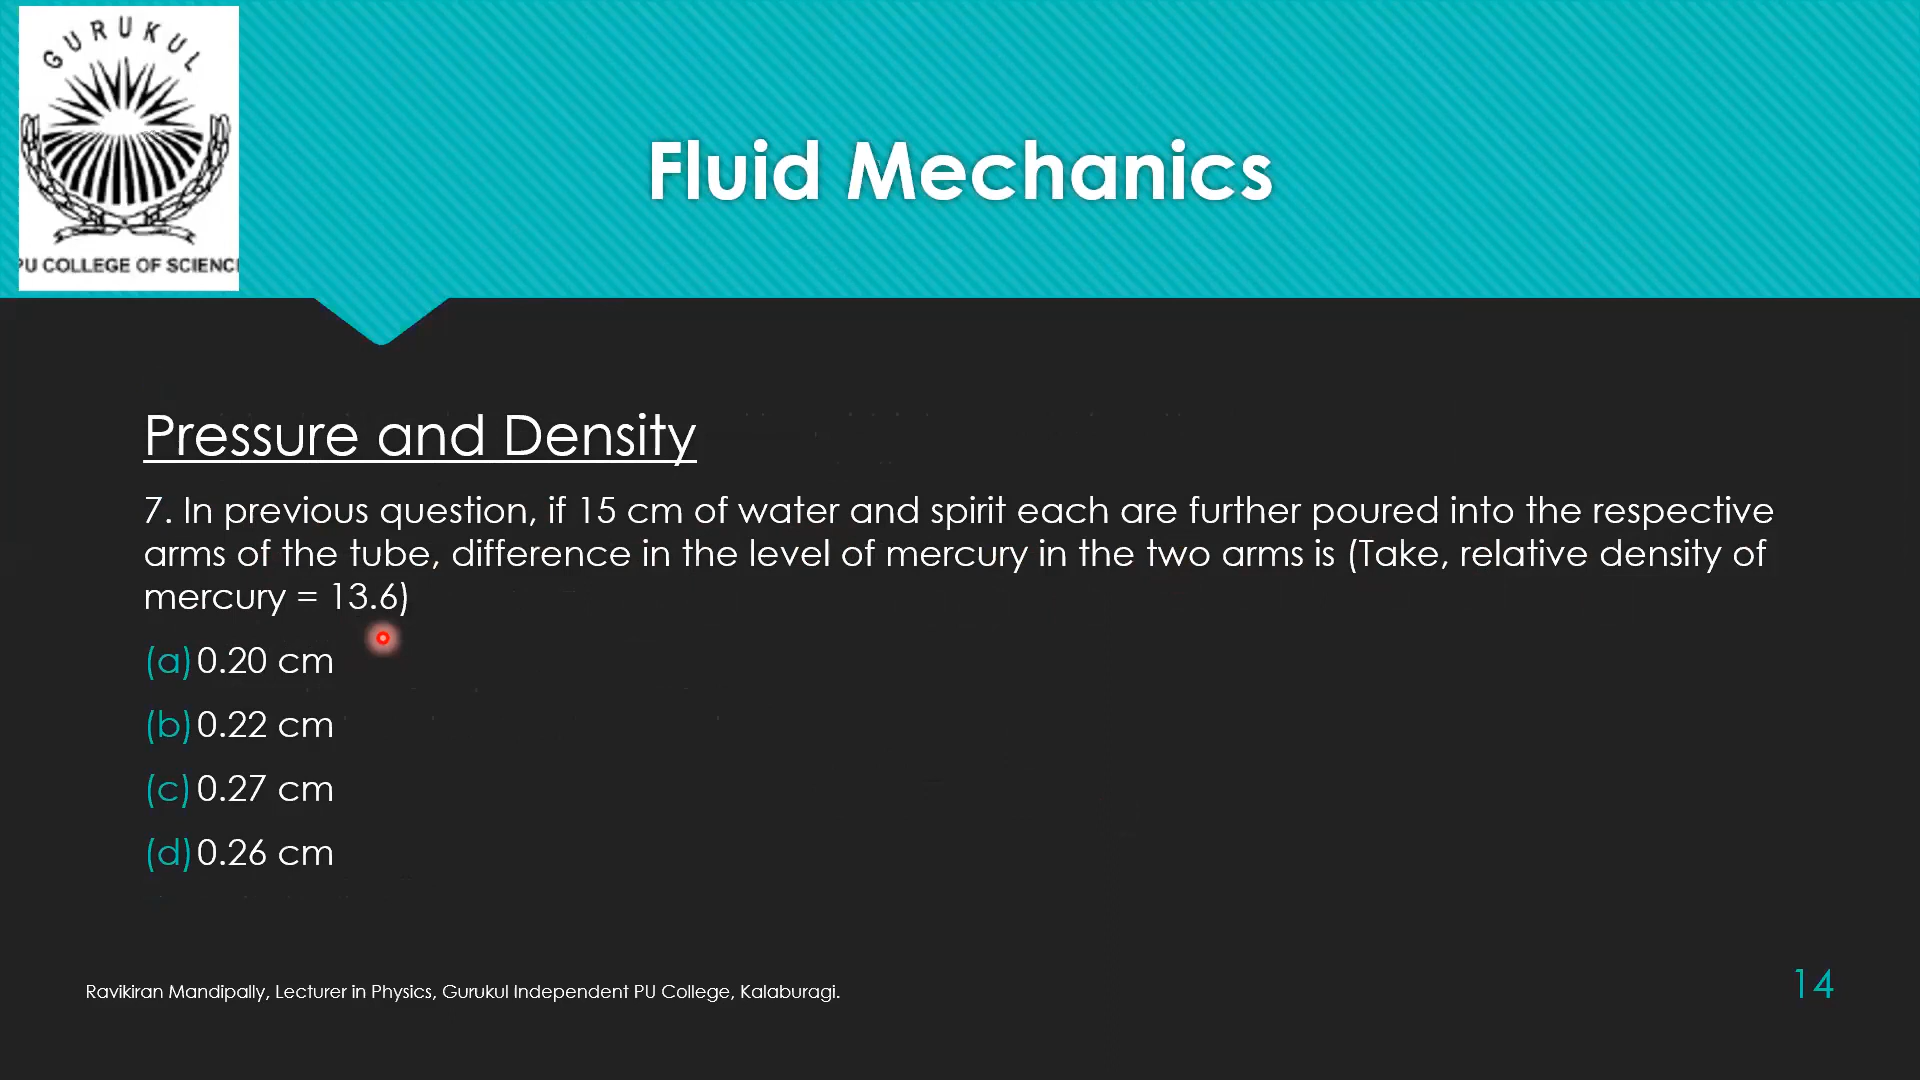 GURUKUL
PU COLLEGE OF SCIENC
Fluid Mechanics
Pressure and Density
7. In previous question, if 15 cm of water and spirit each are further poured into the respective
arms of the tube, difference in the level of mercury in the two arms is (Take, relative density of
mercury = 13.6)
(a) 0.20 cm
(b) 0.22 cm
(c) 0.27 cm
(d) 0.26 cm
Ravikiran Mandipally, Lecturer in Physics, Gurukul Independent PU College, Kalaburagi.
14